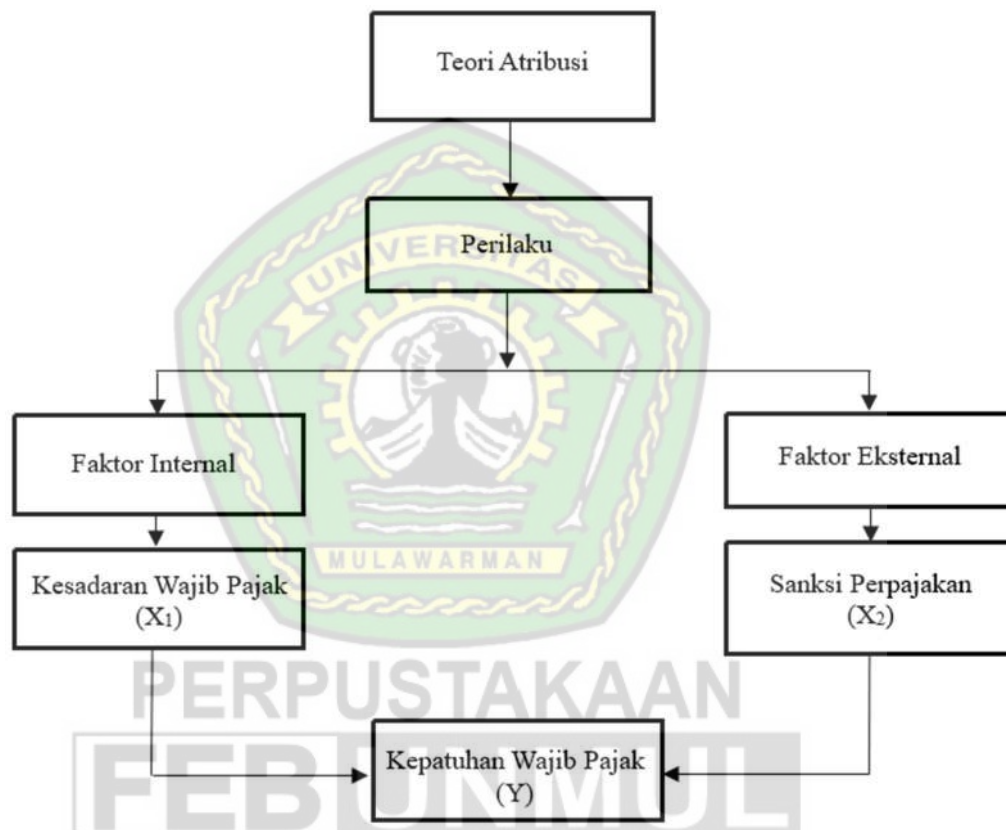 Teori Atribusi
Perilaku
UNIVERSITAS
Faktor Internal
Faktor Eksternal
MULAWARMAN
Kesadaran Wajib Pajak
(X₁)
Sanksi Perpajakan
(X₂)
PERPUSTAKAAN
Kepatuhan Wajib Pajak
(Y)
FEB UNMUL